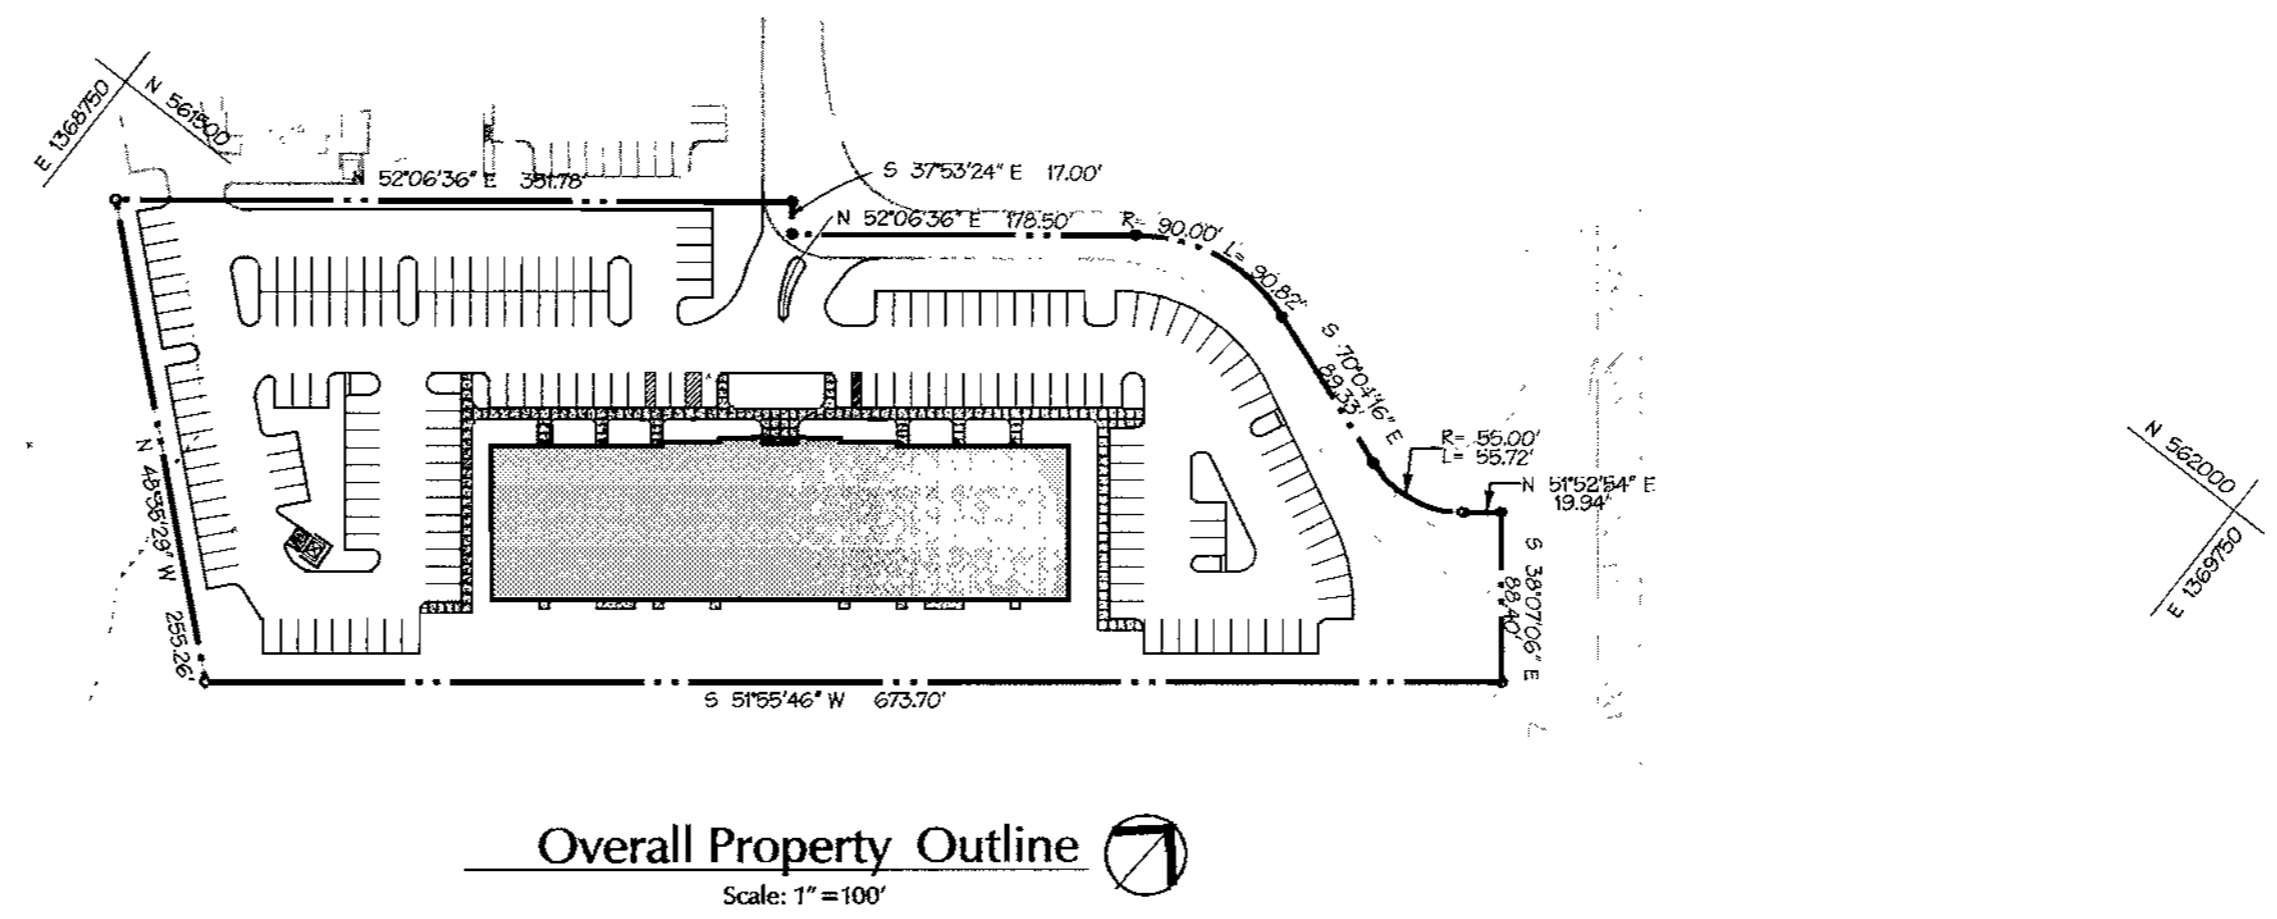 E 1368750
N 561500
N 52°06'36" E 351.78'
S 37°53'24" E 17.00'
N 52°06'36" E 178.50'
R= 90.00'
L= 90.82'
S 70°04'16" E
89.33'
R= 55.00'
L= 55.72'
N 51°52'54" E
19.94'
S 38°07'06" E
88.40'
N 562000
E 1369750
N 48°35'29" W 255.26'
S 51°55'46" W 673.70'
Overall Property Outline
Scale: 1"=100'